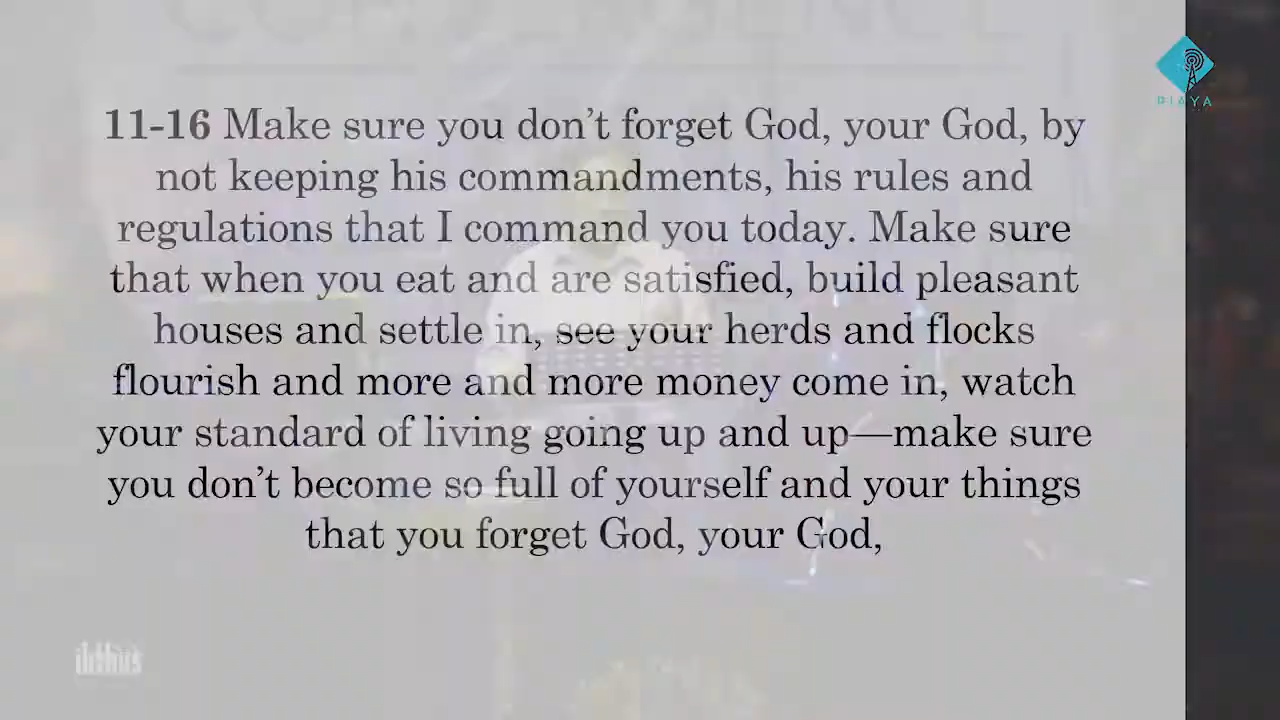 11-16 Make sure you don't forget God, your God, by
not keeping his commandments, his rules and
regulations that I command you today. Make sure
that when you eat and are satisfied, build pleasant
houses and settle in, see your herds and flocks
flourish and more and more money come in, watch
your standard of living going up and up—make sure
you don't become so full of yourself and your things
that you forget God, your God,